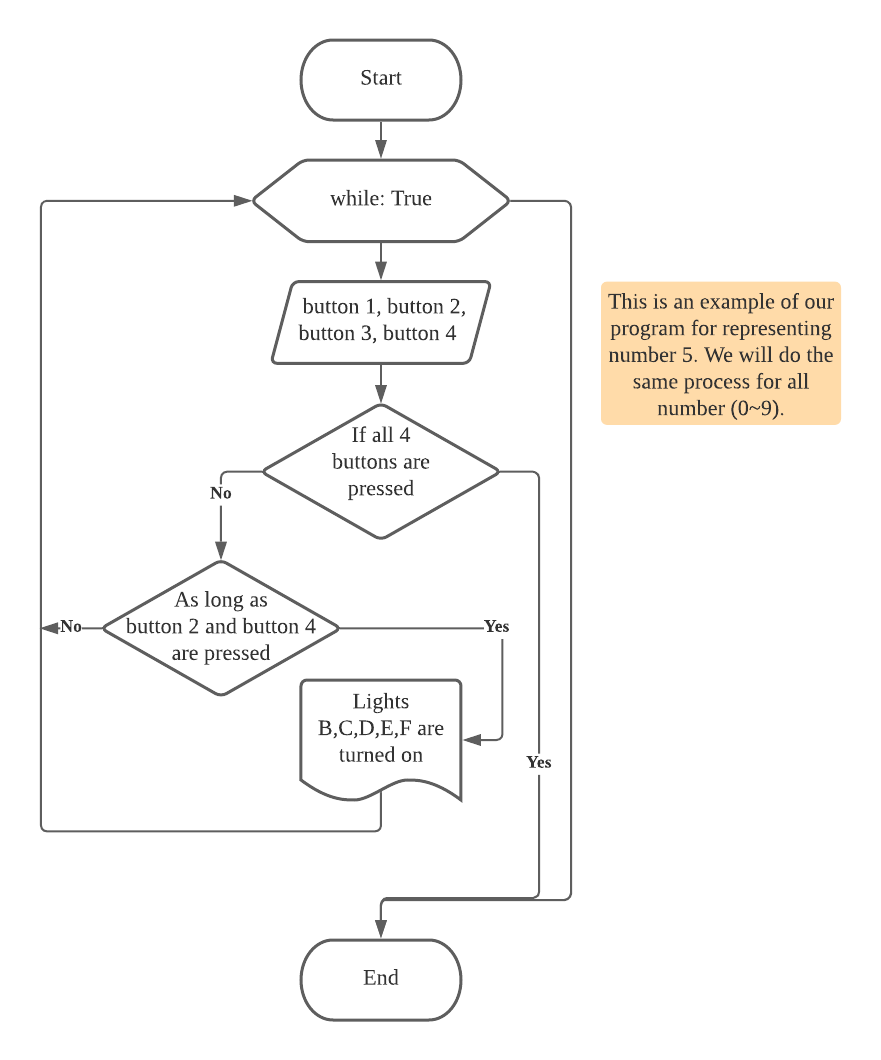 Start
while: True
button 1, button 2,
button 3, button 4
This is an example of our
program for representing
number 5. We will do the
same process for all
number (0~9).
If all 4
buttons are
pressed
No
As long as
button 2 and button 4
are pressed
No
Yes
Lights
B,C,D,E,F are
turned on
Yes
End